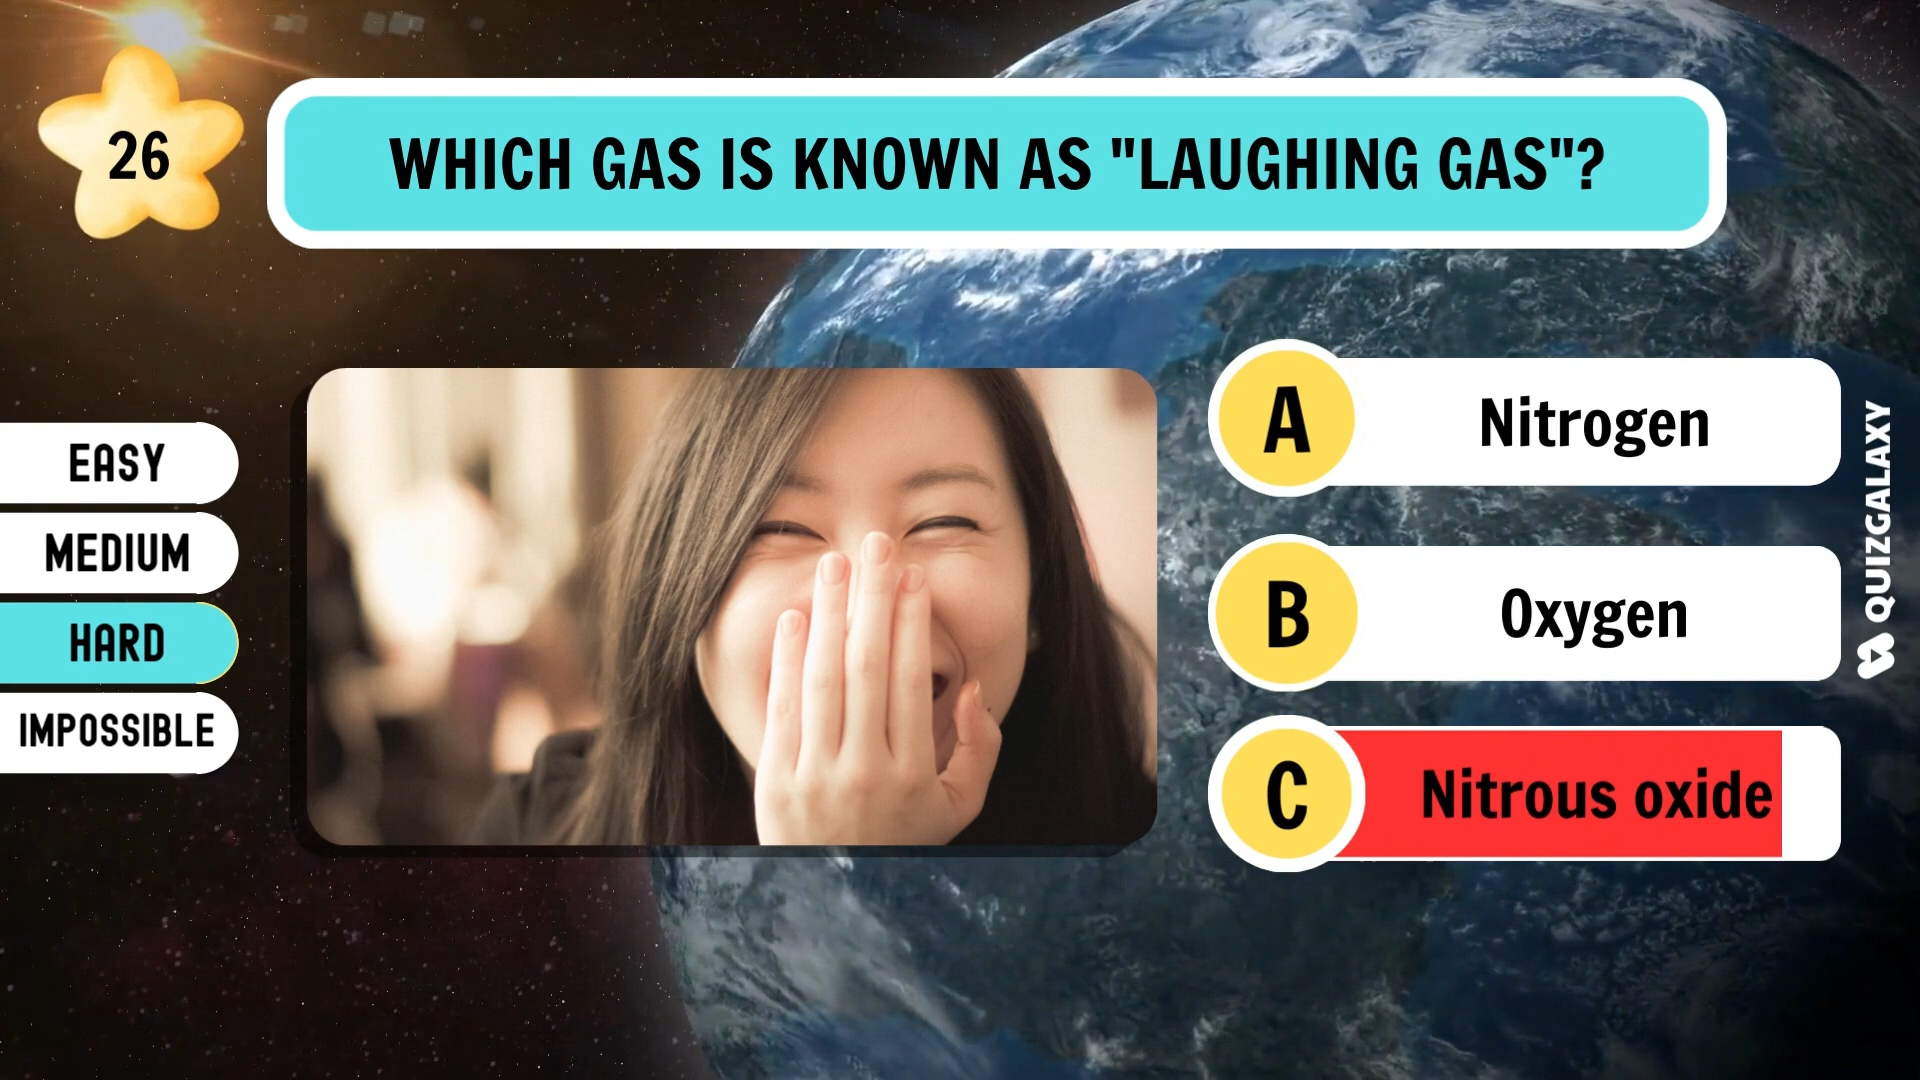 26
WHICH GAS IS KNOWN AS "LAUGHING GAS"?
EASY
MEDIUM
HARD
IMPOSSIBLE
A
Nitrogen
B
Oxygen
C
Nitrous oxide
QUIZGALAXY